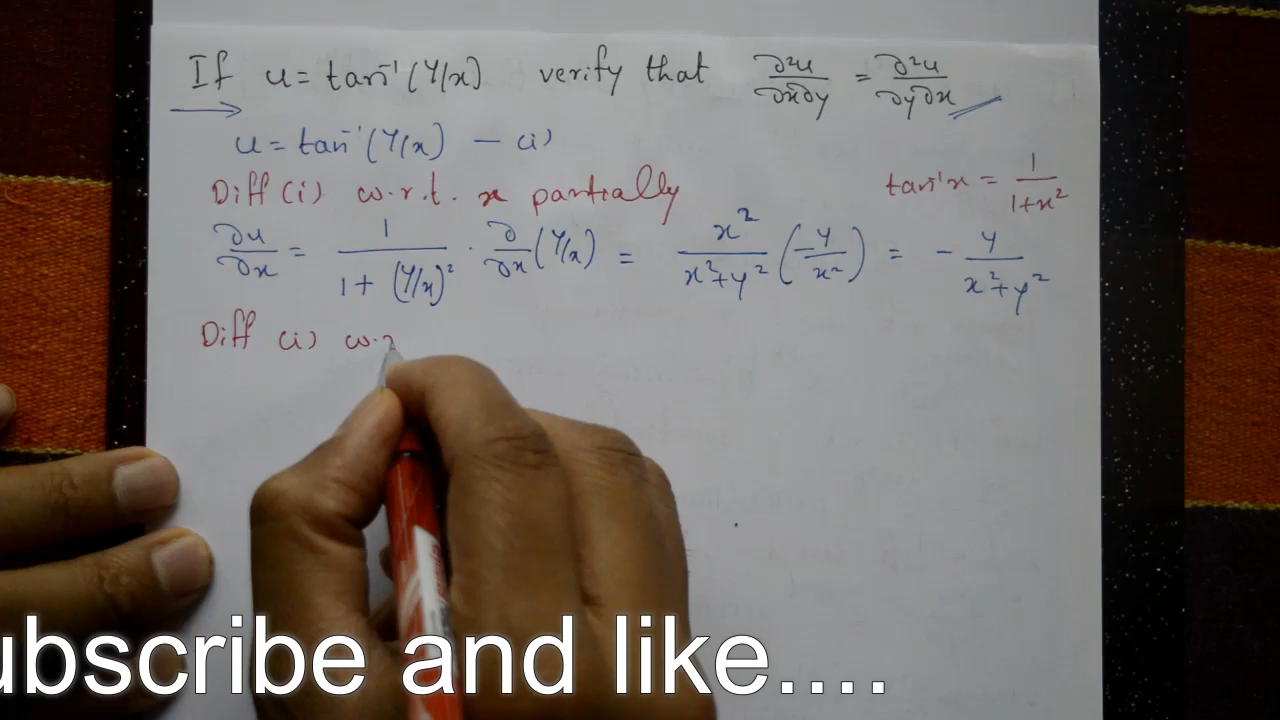 If u = tan⁻¹(y/x) verify that ∂²u/∂x∂y = ∂²u/∂y∂x
u = tan⁻¹(y/x) – (i)
Diff (i) w.r.t. x partially
tan⁻¹x = 1/1+x²
∂u/∂x = 1/1+(y/x)² · ∂/∂x (y/x) = x²/x²+y² (-y/x²) = - y/x²+y²
Diff (i) w.r
ubscribe and like....